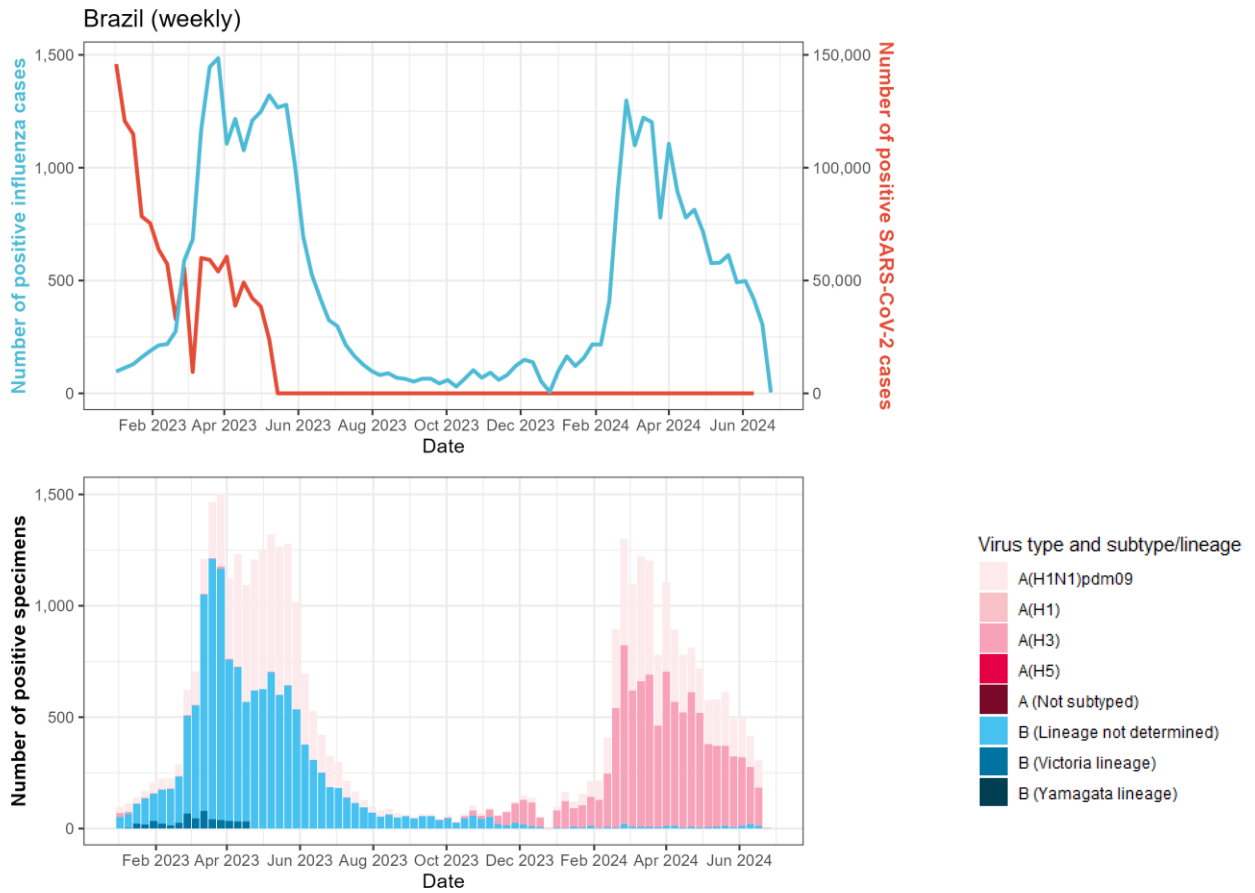 Brazil (weekly)
Number of positive influenza cases
1,500
1,000
500
0
150,000
100,000
50,000
0
Number of positive SARS-CoV-2 cases
Feb 2023 Apr 2023 Jun 2023 Aug 2023 Oct 2023 Dec 2023 Feb 2024 Apr 2024 Jun 2024
Date
Number of positive specimens
1,500
1,000
500
0
Feb 2023 Apr 2023 Jun 2023 Aug 2023 Oct 2023 Dec 2023 Feb 2024 Apr 2024 Jun 2024
Date
Virus type and subtype/lineage
A(H1N1)pdm09
A(H1)
A(H3)
A(H5)
A (Not subtyped)
B (Lineage not determined)
B (Victoria lineage)
B (Yamagata lineage)